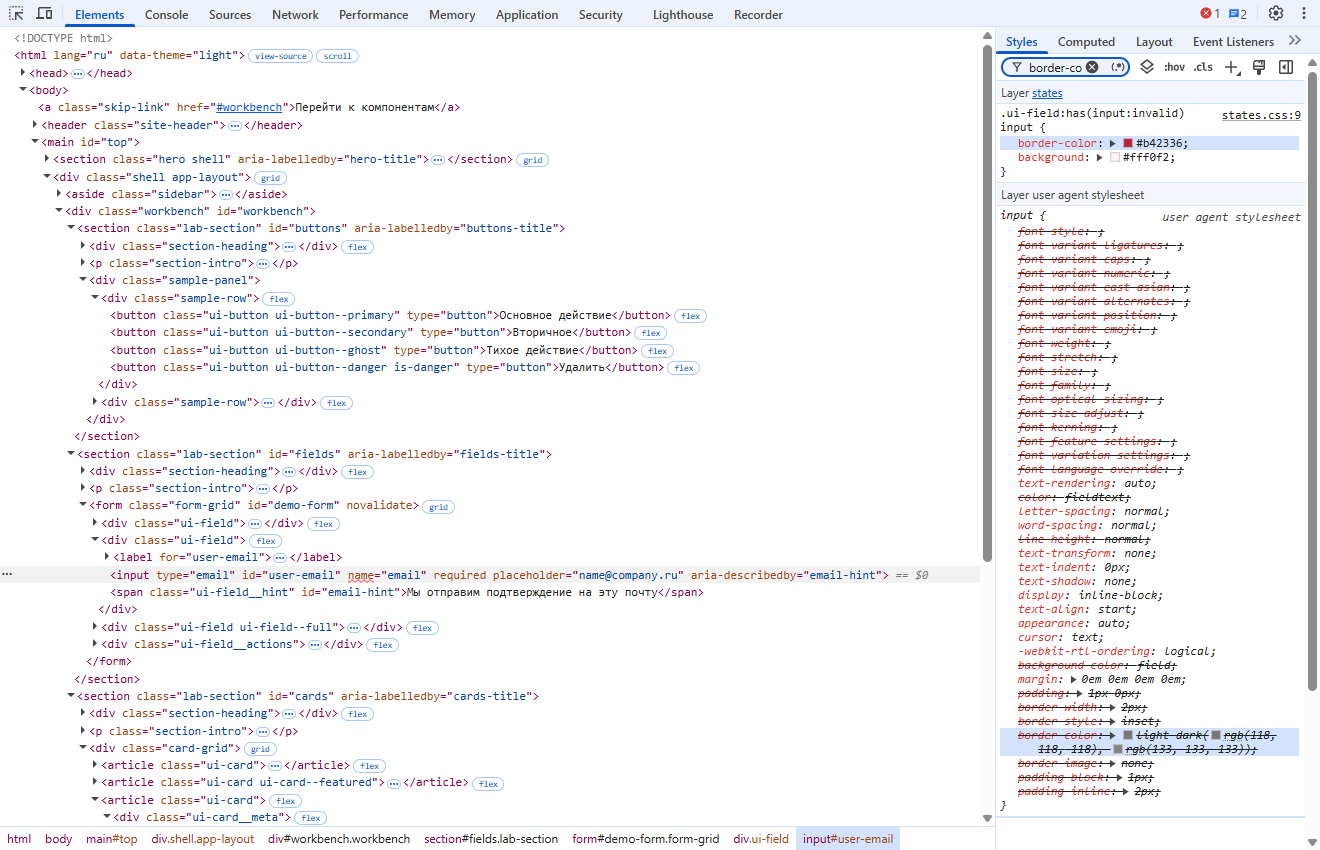 Elements Console Sources Network Performance Memory Application Security Lighthouse Recorder 1 2
<!DOCTYPE html>
<html lang="ru" data-theme="light"> view-source scroll
<head> ⋯ </head>
<body>
<a class="skip-link" href="#workbench">Перейти к компонентам</a>
<header class="site-header"> ⋯ </header>
<main id="top">
<section class="hero shell" aria-labelledby="hero-title"> ⋯ </section> grid
<div class="shell app-layout"> grid
<aside class="sidebar"> ⋯ </aside>
<div class="workbench" id="workbench">
<section class="lab-section" id="buttons" aria-labelledby="buttons-title">
<div class="section-heading"> ⋯ </div> flex
<p class="section-intro"> ⋯ </p>
<div class="sample-panel">
<div class="sample-row"> flex
<button class="ui-button ui-button--primary" type="button">Основное действие</button> flex
<button class="ui-button ui-button--secondary" type="button">Вторичное</button> flex
<button class="ui-button ui-button--ghost" type="button">Тихое действие</button> flex
<button class="ui-button ui-button--danger is-danger" type="button">Удалить</button> flex
</div>
<div class="sample-row"> ⋯ </div> flex
</div>
</section>
<section class="lab-section" id="fields" aria-labelledby="fields-title">
<div class="section-heading"> ⋯ </div> flex
<p class="section-intro"> ⋯ </p>
<form class="form-grid" id="demo-form" novalidate> grid
<div class="ui-field"> ⋯ </div> flex
<div class="ui-field"> flex
<label for="user-email"> ⋯ </label>
<input type="email" id="user-email" name="email" required placeholder="name@company.ru" aria-describedby="email-hint"> == $0
<span class="ui-field__hint" id="email-hint">Мы отправим подтверждение на эту почту</span>
</div>
<div class="ui-field ui-field--full"> ⋯ </div> flex
<div class="ui-field__actions"> ⋯ </div> flex
</form>
</section>
<section class="lab-section" id="cards" aria-labelledby="cards-title">
<div class="section-heading"> ⋯ </div> flex
<p class="section-intro"> ⋯ </p>
<div class="card-grid"> grid
<article class="ui-card"> ⋯ </article> flex
<article class="ui-card ui-card--featured"> ⋯ </article> flex
<article class="ui-card"> flex
<div class="ui-card__meta"> flex
html body main#top div.shell.app-layout div#workbench.workbench section#fields.lab-section form#demo-form.form-grid div.ui-field input#user-email
Styles Computed Layout Event Listeners
border-co (.*) :hov .cls
Layer states
.ui-field:has(input:invalid) states.css:9
input {
border-color: #b42336;
background: #fff0f2;
}
Layer user agent stylesheet
input { user agent stylesheet
font-style: ;
font-variant-ligatures: ;
font-variant-caps: ;
font-variant-numeric: ;
font-variant-east-asian: ;
font-variant-alternates: ;
font-variant-position: ;
font-variant-emoji: ;
font-weight: ;
font-stretch: ;
font-size: ;
font-family: ;
font-optical-sizing: ;
font-size-adjust: ;
font-kerning: ;
font-feature-settings: ;
font-variation-settings: ;
font-language-override: ;
text-rendering: auto;
color: fieldtext;
letter-spacing: normal;
word-spacing: normal;
line-height: normal;
text-transform: none;
text-indent: 0px;
text-shadow: none;
display: inline-block;
text-align: start;
appearance: auto;
cursor: text;
-webkit-rtl-ordering: logical;
background-color: field;
margin: 0em 0em 0em 0em;
padding: 1px 0px;
border-width: 2px;
border-style: inset;
border-color: light-dark( rgb(118,
118, 118), rgb(133, 133, 133));
border-image: none;
padding-block: 1px;
padding-inline: 2px;
}